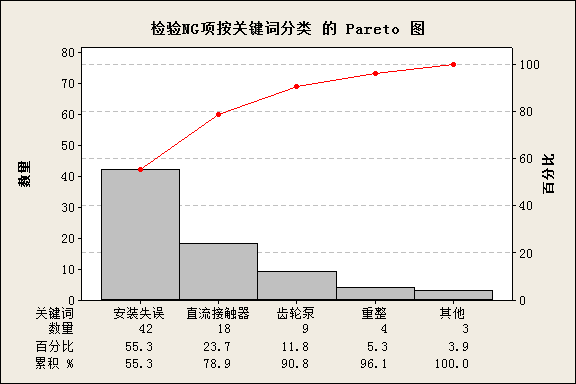 检验NG项按关键词分类 的 Pareto 图
80
70
60
50
40
30
20
10
0
数量
100
80
60
40
20
0
百分比
关键词 安装失误 直流接触器 齿轮泵 重整 其他
数量 42 18 9 4 3
百分比 55.3 23.7 11.8 5.3 3.9
累积 % 55.3 78.9 90.8 96.1 100.0